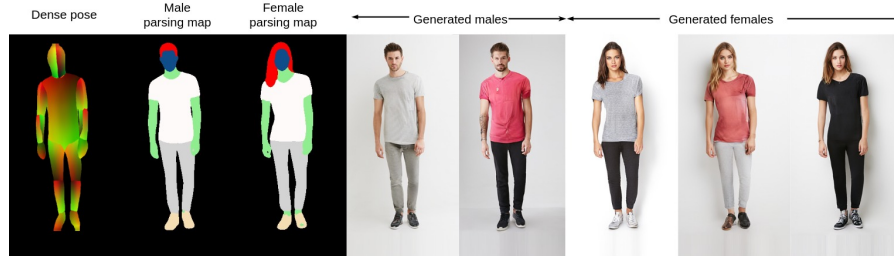 Dense pose
Male
parsing map
Female
parsing map
Generated males
Generated females